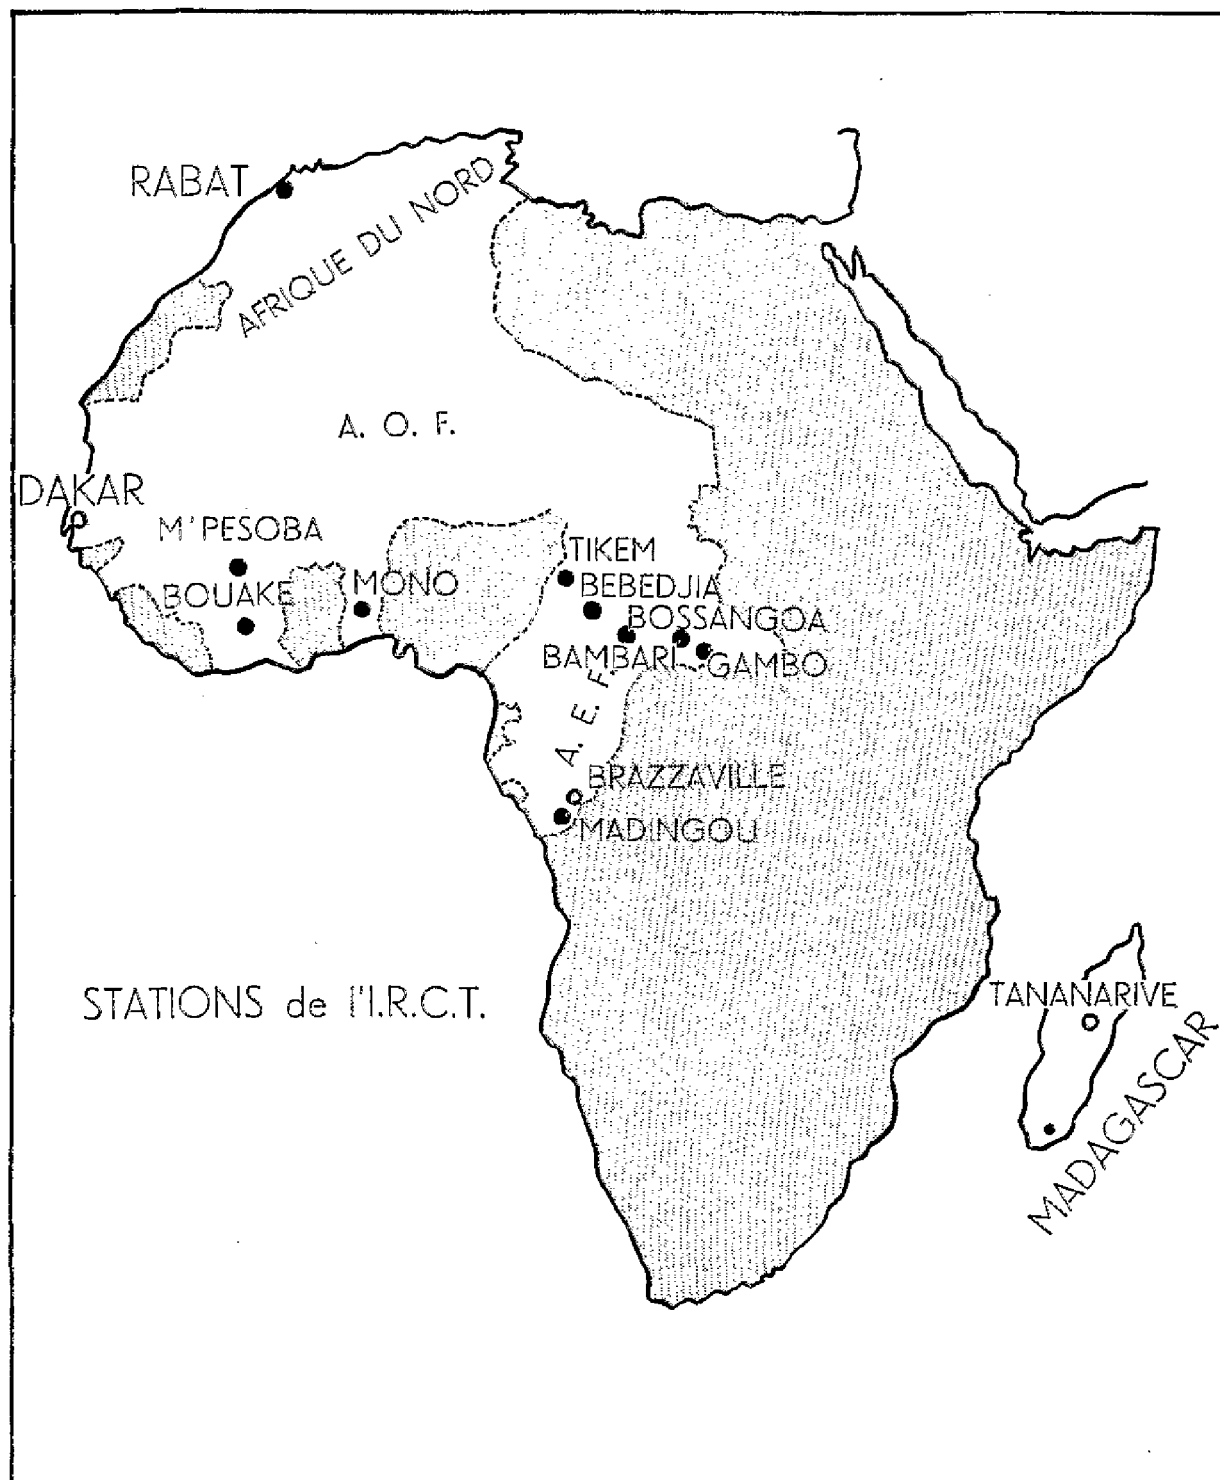 RABAT
AFRIQUE DU NORD
A. O. F.
DAKAR
M'PESOBA
BOUAKE
MONO
TIKEM
BEBEDJIA
BOSSANGOA
BAMBARI
GAMBO
A. E. F.
BRAZZAVILLE
MADINGOU
STATIONS de l'I.R.C.T.
TANANARIVE
MADAGASCAR